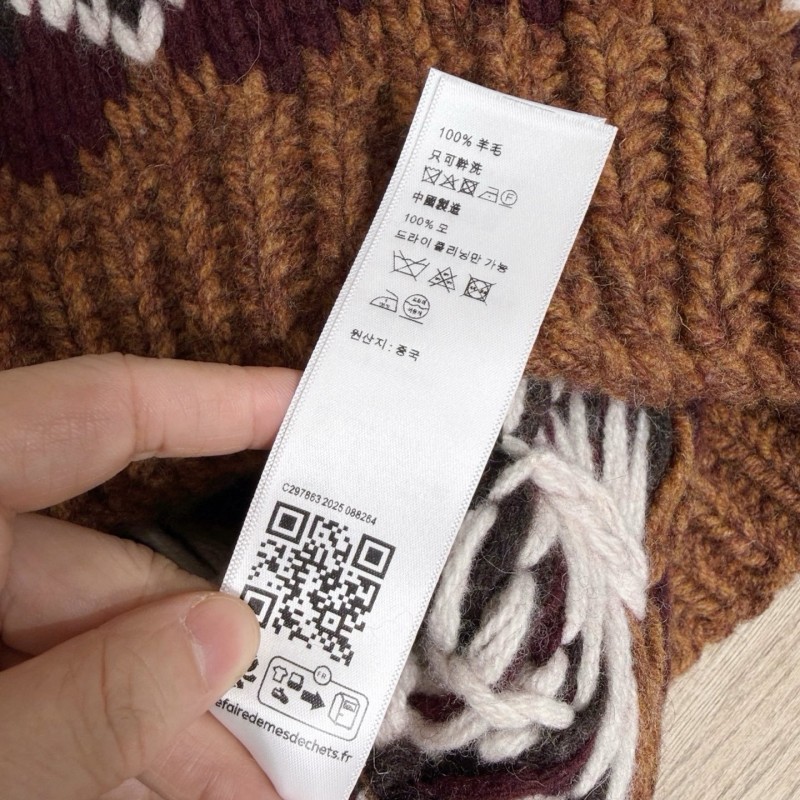 100% 羊毛
只可幹洗
F
中國製造
100% 모
드라이 클리닝만 가능
원산지 : 중국
C297863 2025 088264
FR
efairedemesdechets.fr